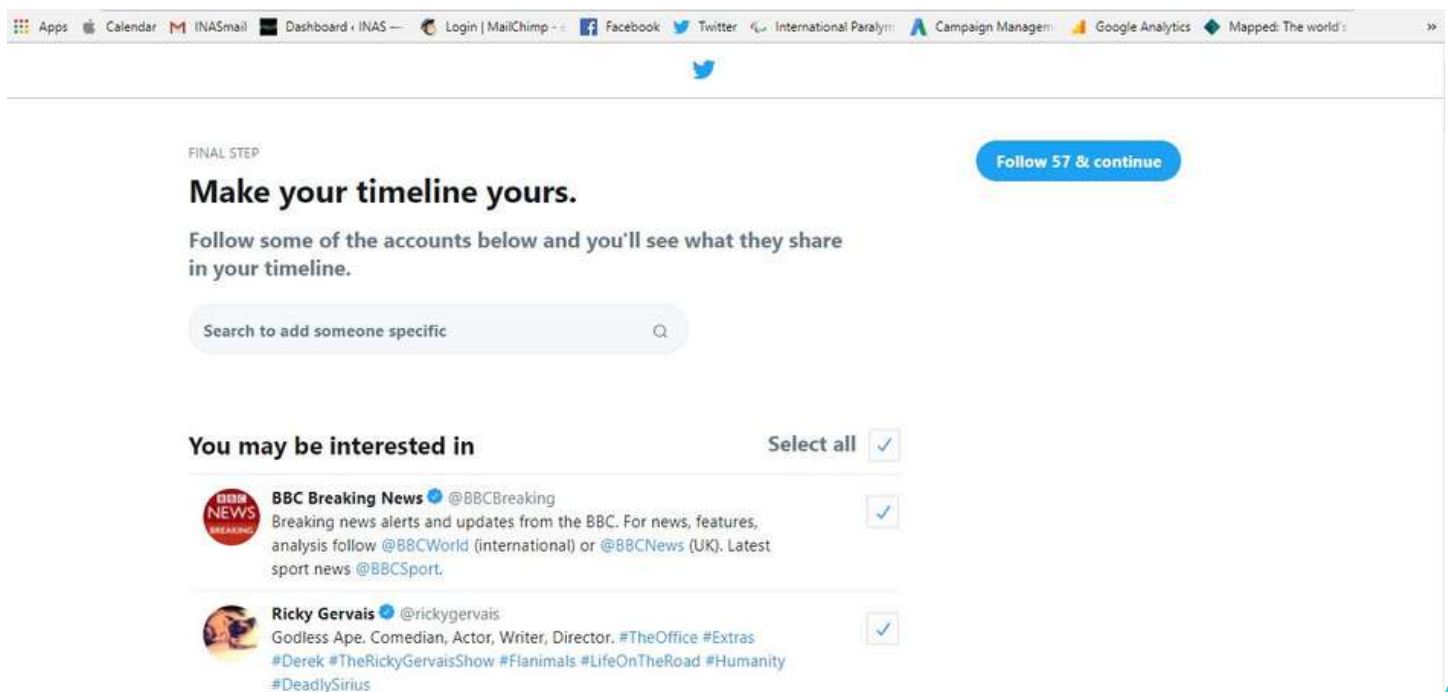 Apps Calendar INASmail Dashboard ‹ INAS — Login | MailChimp - Facebook Twitter International Paralym Campaign Managem Google Analytics Mapped: The world's »
FINAL STEP
Follow 57 & continue
Make your timeline yours.
Follow some of the accounts below and you'll see what they share
in your timeline.
Search to add someone specific
You may be interested in Select all
BBC NEWS BREAKING
BBC Breaking News @BBCBreaking
Breaking news alerts and updates from the BBC. For news, features,
analysis follow @BBCWorld (international) or @BBCNews (UK). Latest
sport news @BBCSport.
Ricky Gervais @rickygervais
Godless Ape. Comedian, Actor, Writer, Director. #TheOffice #Extras
#Derek #TheRickyGervaisShow #Flanimals #LifeOnTheRoad #Humanity
#DeadlySirius